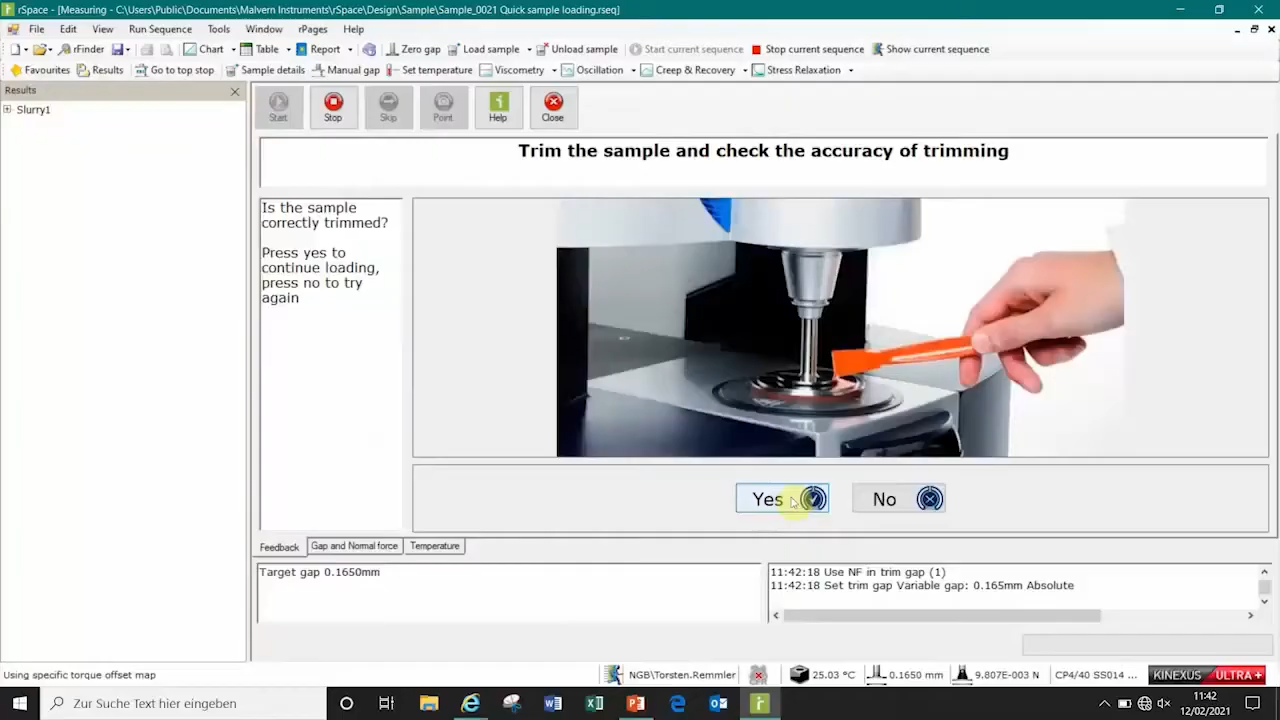 rSpace - [Measuring - C:\Users\Public\Documents\Malvern Instruments\rSpace\Design\Sample\Sample_0021 Quick sample loading.rseq]
File Edit View Run Sequence Tools Window rPages Help
rFinder Chart Table Report Zero gap Load sample Unload sample Start current sequence Stop current sequence Show current sequence
Favourites Results Go to top stop Sample details Manual gap Set temperature Viscometry Oscillation Creep & Recovery Stress Relaxation
Results
Slurry1
Start Stop Skip Point Help Close
Trim the sample and check the accuracy of trimming
Is the sample
correctly trimmed?
Press yes to
continue loading,
press no to try
again
Yes No
Feedback Gap and Normal force Temperature
Target gap 0.1650mm
11:42:18 Use NF in trim gap (1)
11:42:18 Set trim gap Variable gap: 0.165mm Absolute
Using specific torque offset map NGB\Torsten.Remmler 25.03 °C 0.1650 mm 9.807E-003 N CP4/40 SS014 ... KINEXUS ULTRA+
Zur Suche Text hier eingeben
11:42
12/02/2021